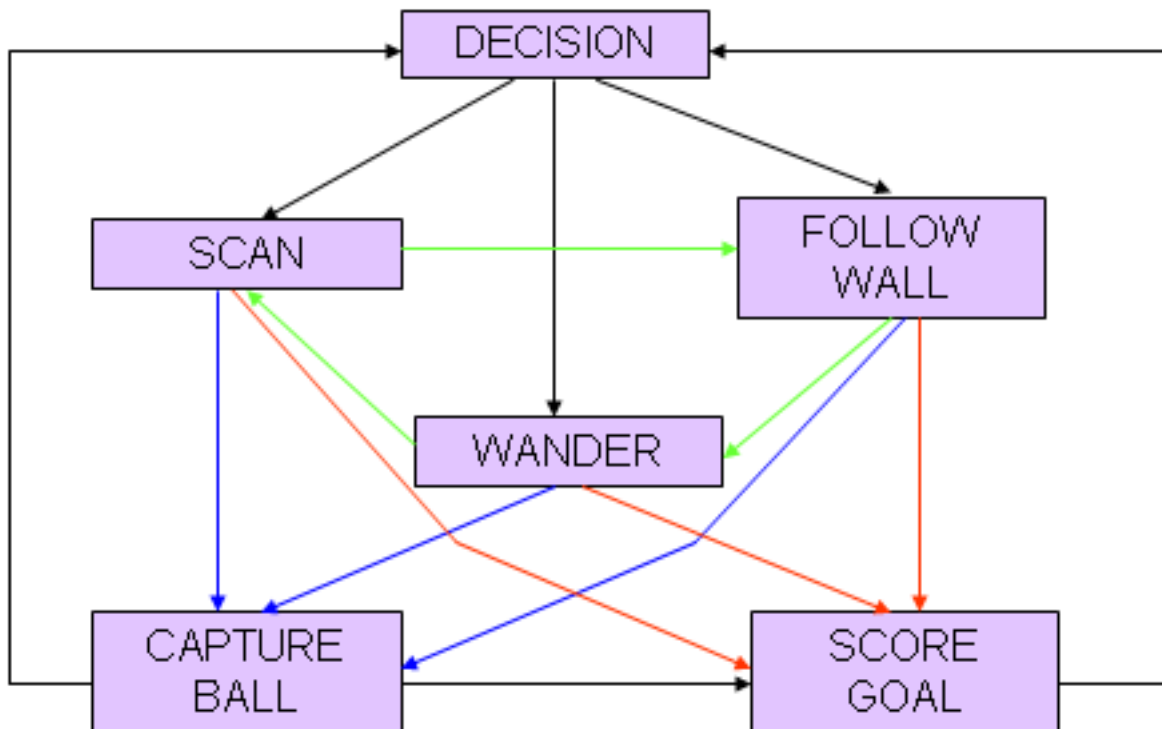 DECISION
SCAN
FOLLOW
WALL
WANDER
CAPTURE
BALL
SCORE
GOAL